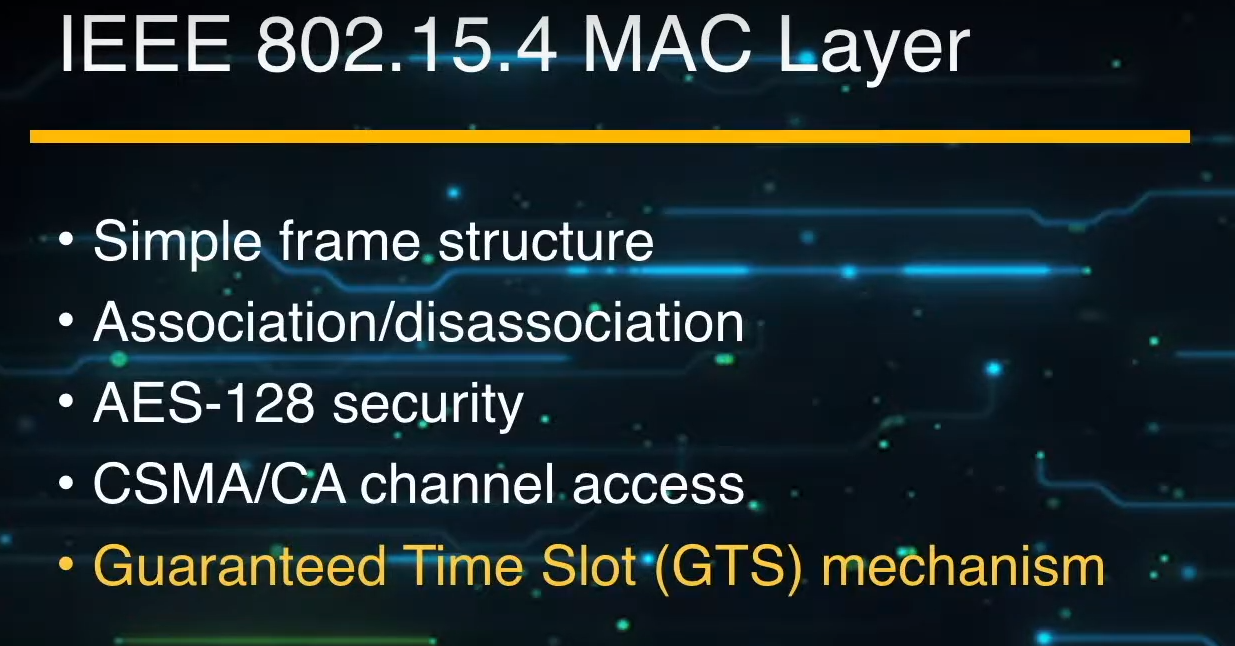 IEEE 802.15.4 MAC Layer
• Simple frame structure
• Association/disassociation
• AES-128 security
• CSMA/CA channel access
• Guaranteed Time Slot (GTS) mechanism